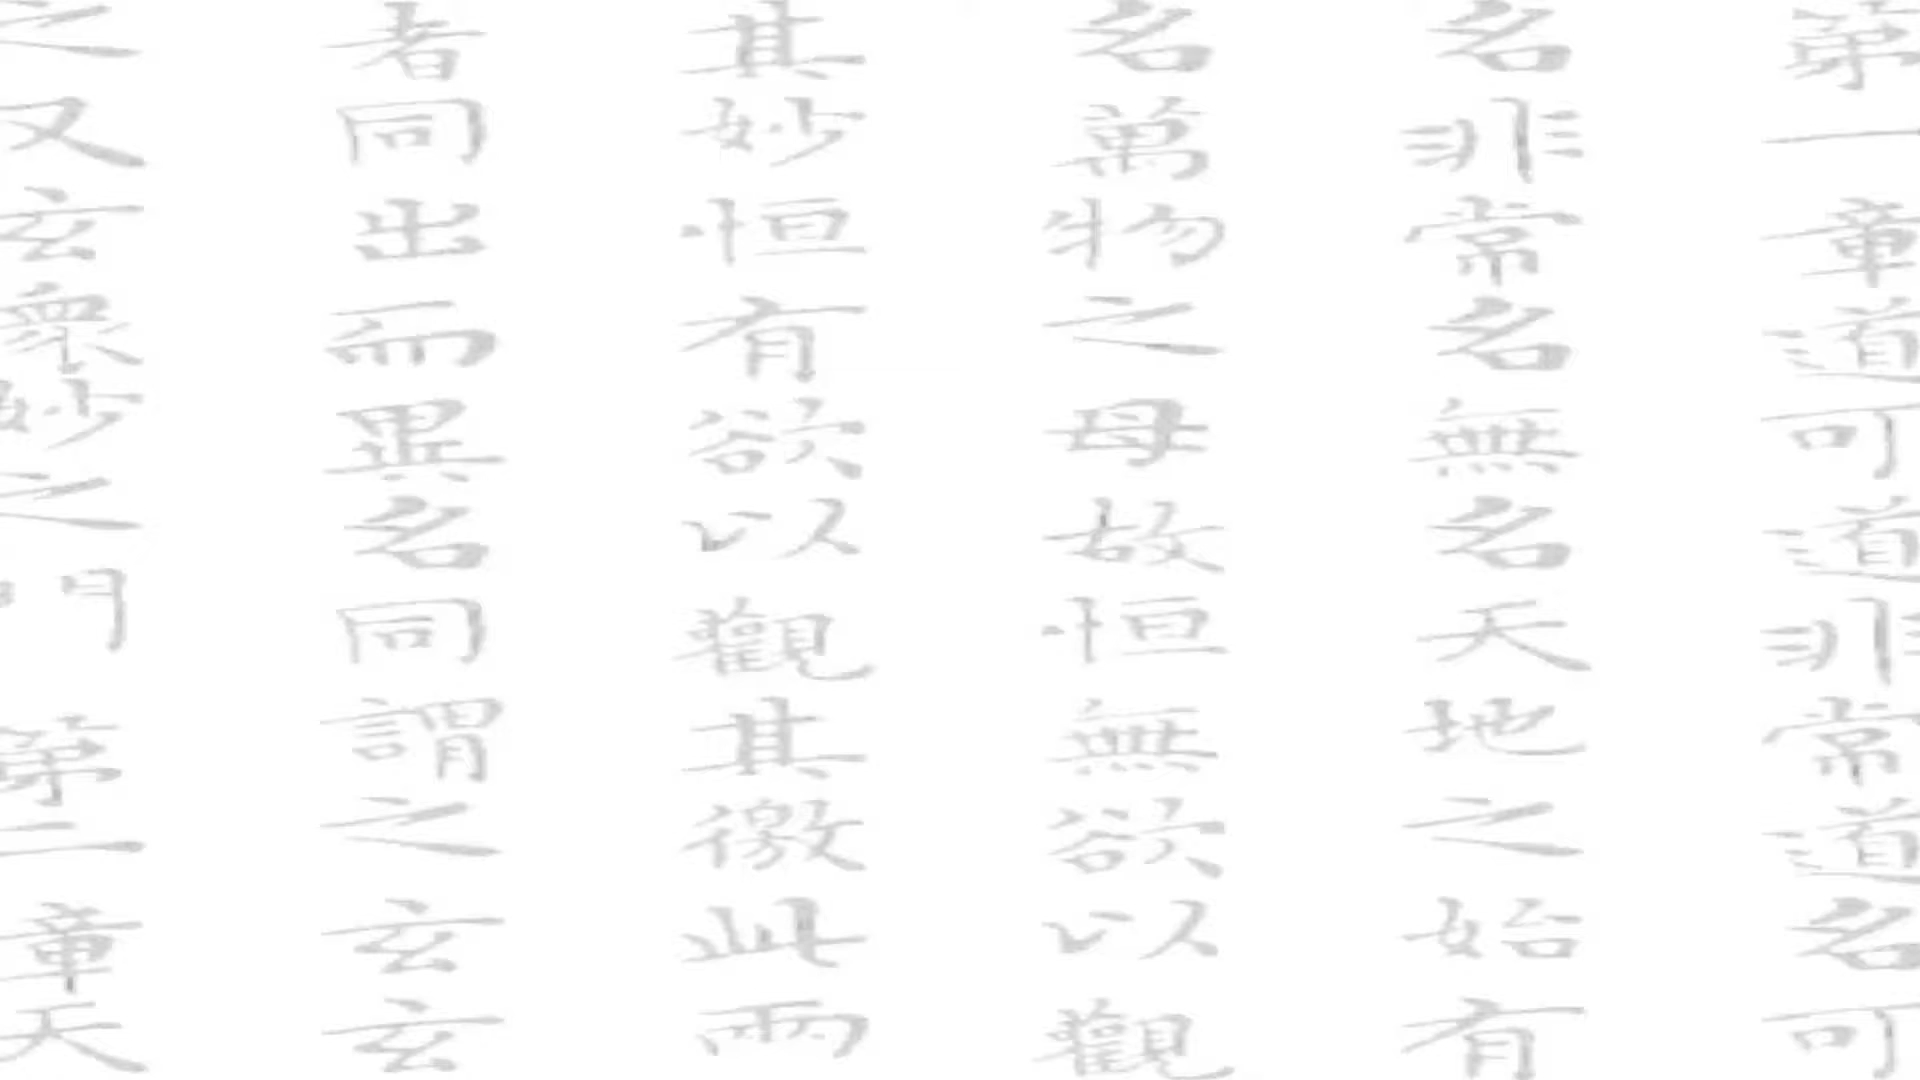 第一章道可道非常道名可
名非常名無名天地之始有
名萬物之母故恒無欲以觀
其妙恒有欲以觀其徼此兩
者同出而異名同謂之玄玄
之又玄衆妙之門第二章天